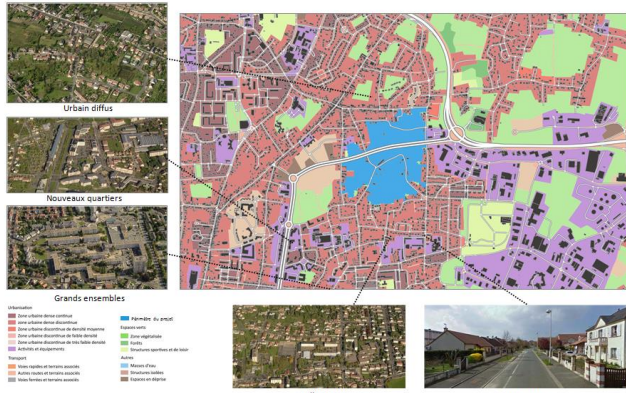 Urbain diffus
Nouveaux quartiers
Grands ensembles
Urbanisation
Zone urbaine dense continue
zone urbaine dense discontinue
zone urbaine discontinue de densité moyenne
Zone urbaine discontinue de faible densité
Zone urbaine discontinue de très faible densité
Activités et équipements
Transport
Voies rapides et terrains associés
Autres routes et terrains associés
Voies ferrées et terrains associés
Périmètre du projet
Espaces verts
Zone végétalisée
Forêts
Structures sportives et de loisir
Autres
Masses d'eau
Structures isolées
Espaces en déprise